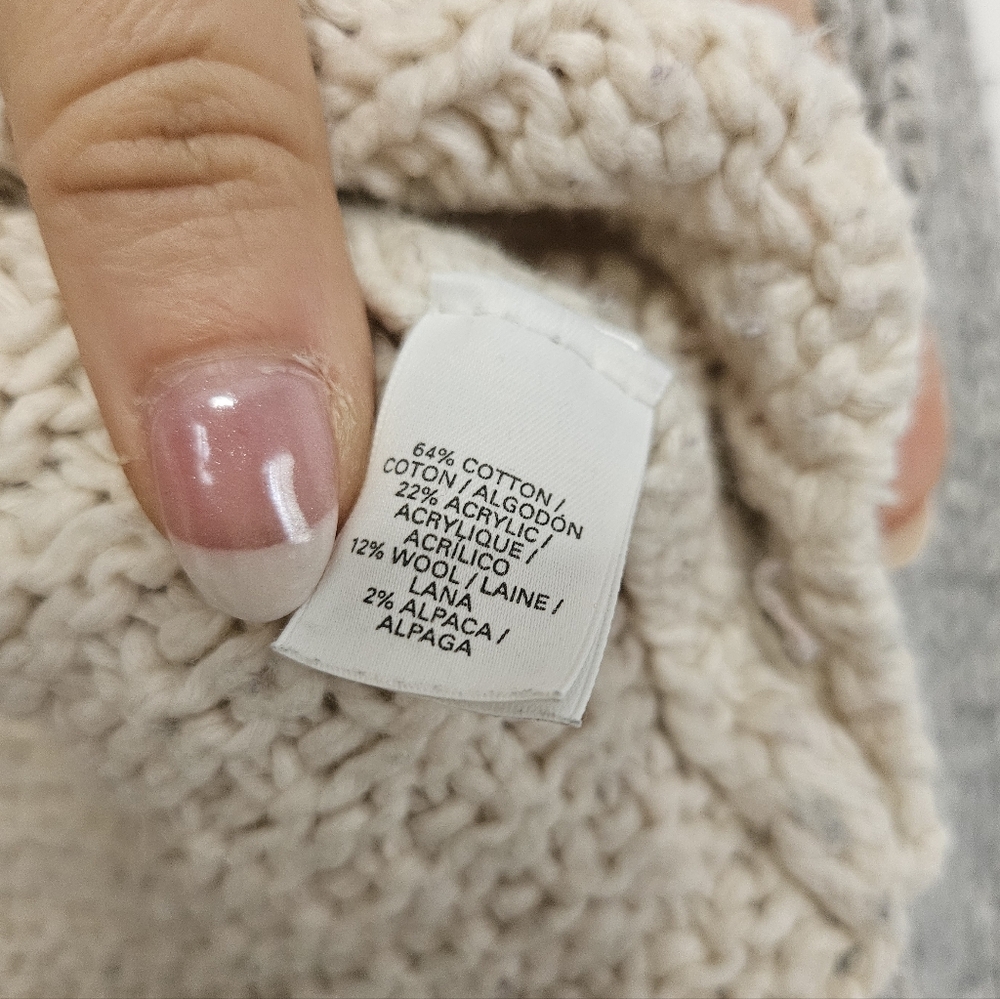 64% COTTON /
COTON / ALGODÓN
22% ACRYLIC /
ACRYLIQUE /
ACRÍLICO
12% WOOL / LAINE /
LANA
2% ALPACA /
ALPAGA